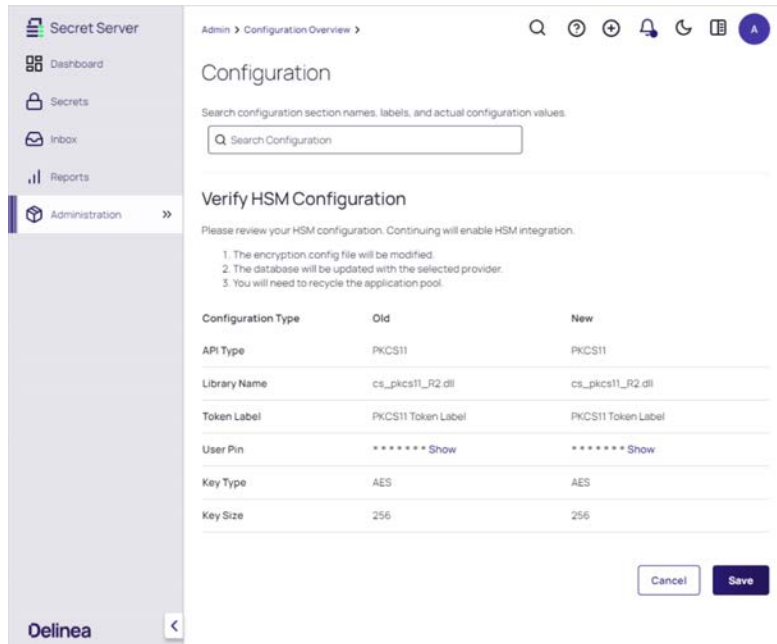 Secret Server
Dashboard
Secrets
Inbox
Reports
Administration
Delinea
Admin > Configuration Overview >
A
Configuration
Search configuration section names, labels, and actual configuration values.
Search Configuration
Verify HSM Configuration
Please review your HSM configuration. Continuing will enable HSM integration.
1. The encryption.config file will be modified.
2. The database will be updated with the selected provider.
3. You will need to recycle the application pool.
Configuration Type Old New
API Type PKCS11 PKCS11
Library Name cs_pkcs11_R2.dll cs_pkcs11_R2.dll
Token Label PKCS11 Token Label PKCS11 Token Label
User Pin * * * * * * * Show * * * * * * * Show
Key Type AES AES
Key Size 256 256
Cancel Save